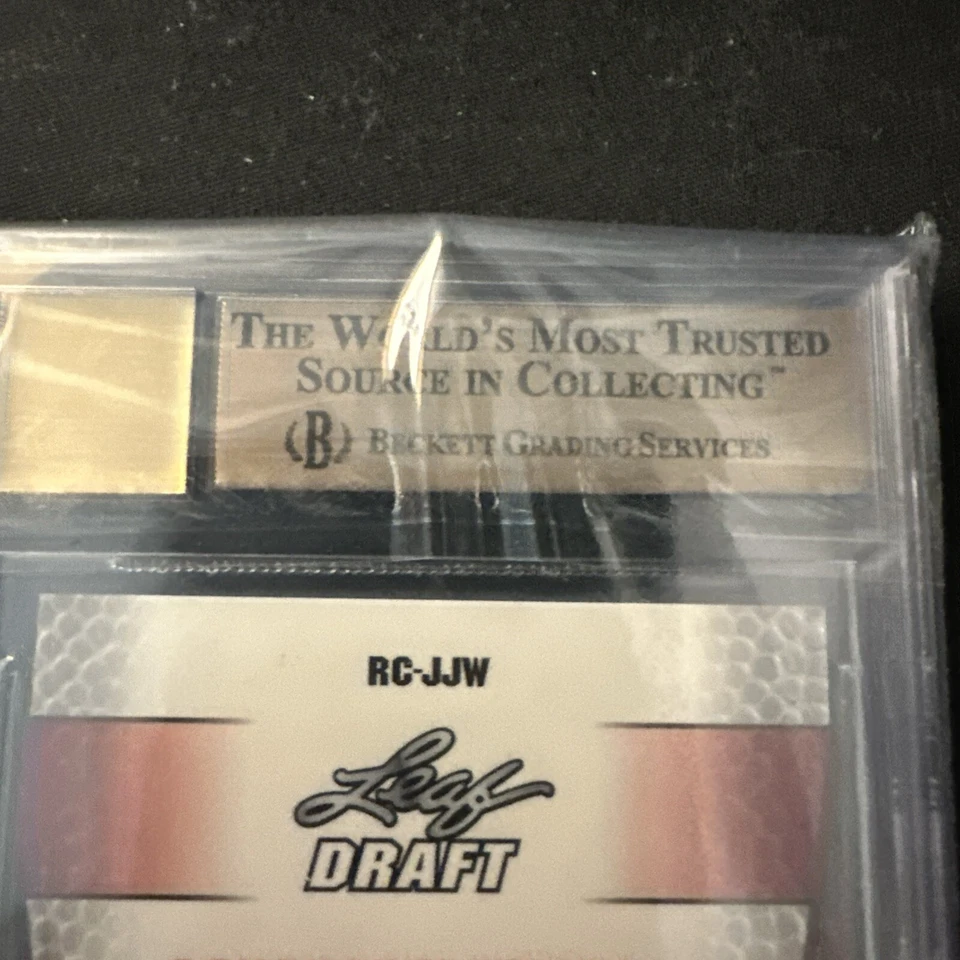 THE WORLD'S MOST TRUSTED
SOURCE IN COLLECTING™
B BECKETT GRADING SERVICES
RC-JJW
Leaf
DRAFT